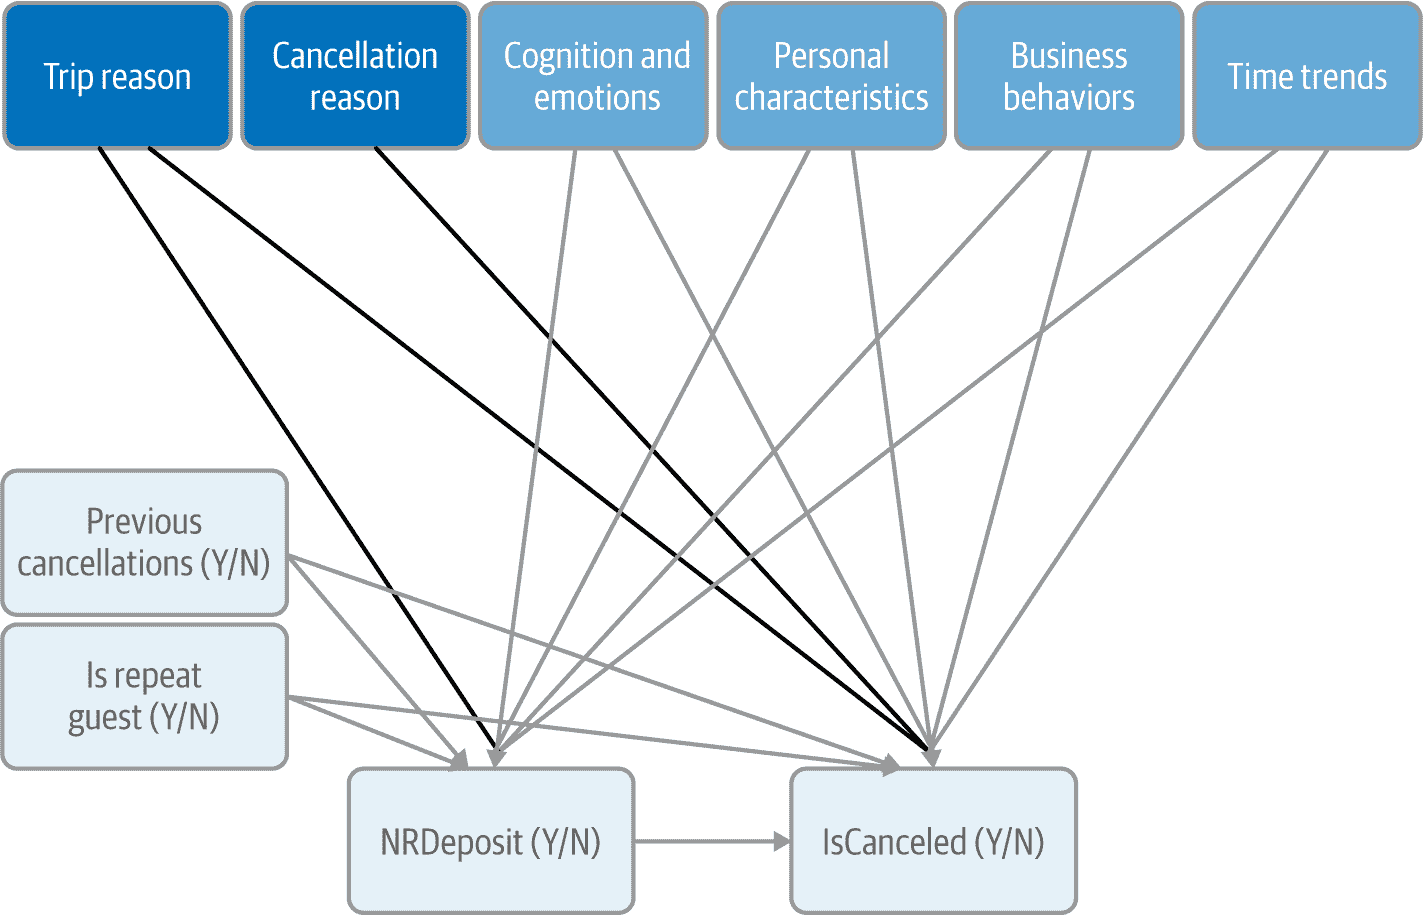 Trip reason
Cancellation
reason
Cognition and
emotions
Personal
characteristics
Business
behaviors
Time trends
Previous
cancellations (Y/N)
Is repeat
guest (Y/N)
NRDeposit (Y/N)
IsCanceled (Y/N)